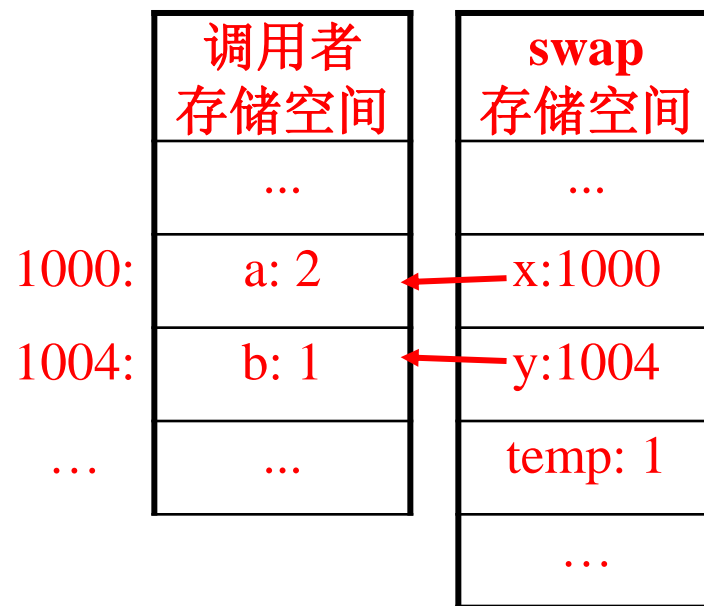 调用者
存储空间
...
1000:
a: 2
1004:
b: 1
…
...
swap
存储空间
...
x:1000
y:1004
temp: 1
…